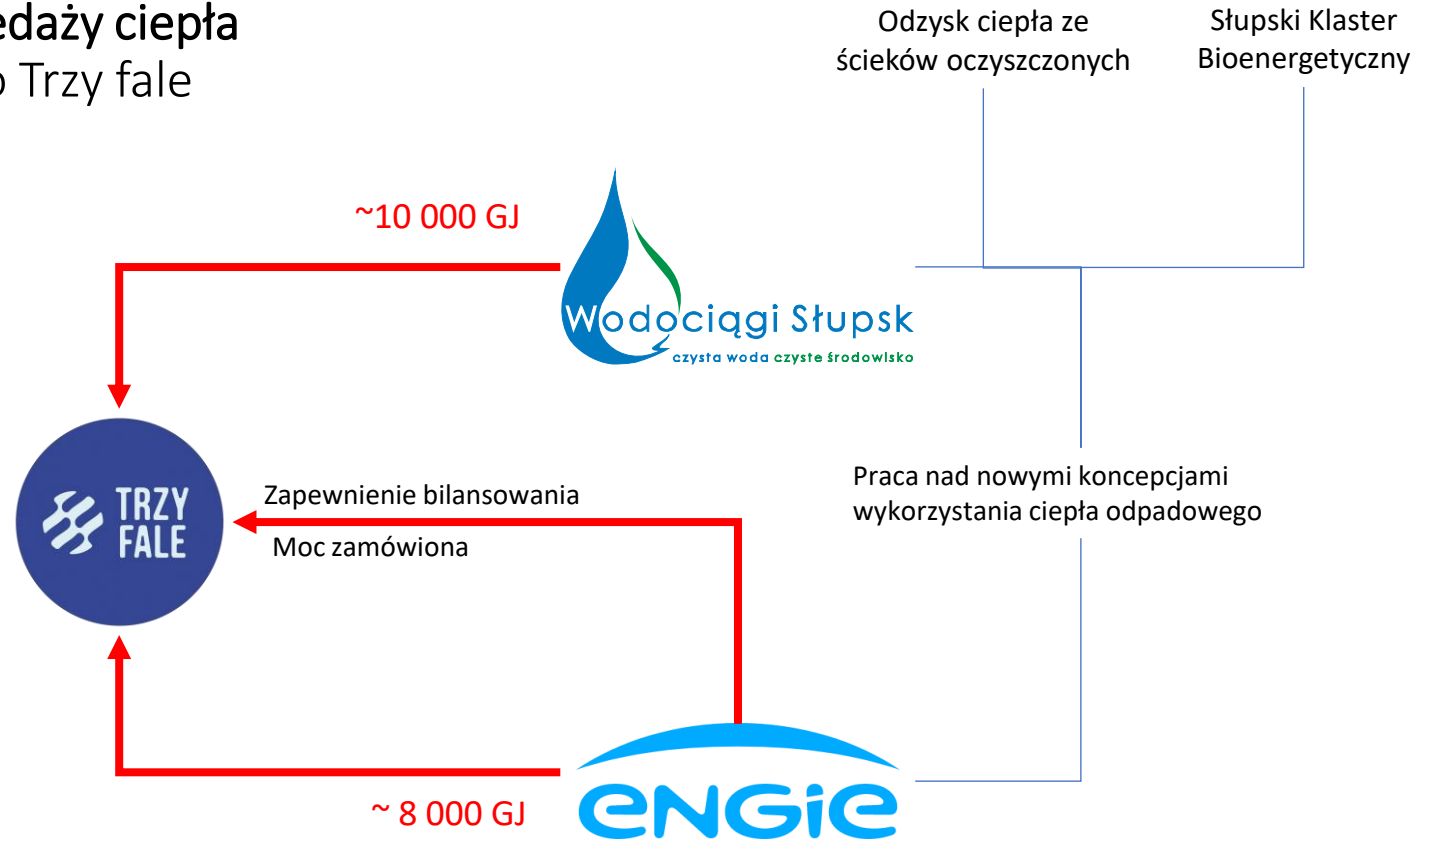 edaży ciepła
o Trzy fale
Odzysk ciepła ze
ścieków oczyszczonych
Słupski Klaster
Bioenergetyczny
~10 000 GJ
Wodociągi Słupsk
czysta woda czyste środowisko
TRZY
FALE
Zapewnienie bilansowania
Moc zamówiona
Praca nad nowymi koncepcjami
wykorzystania ciepła odpadowego
~ 8 000 GJ
ENGIE